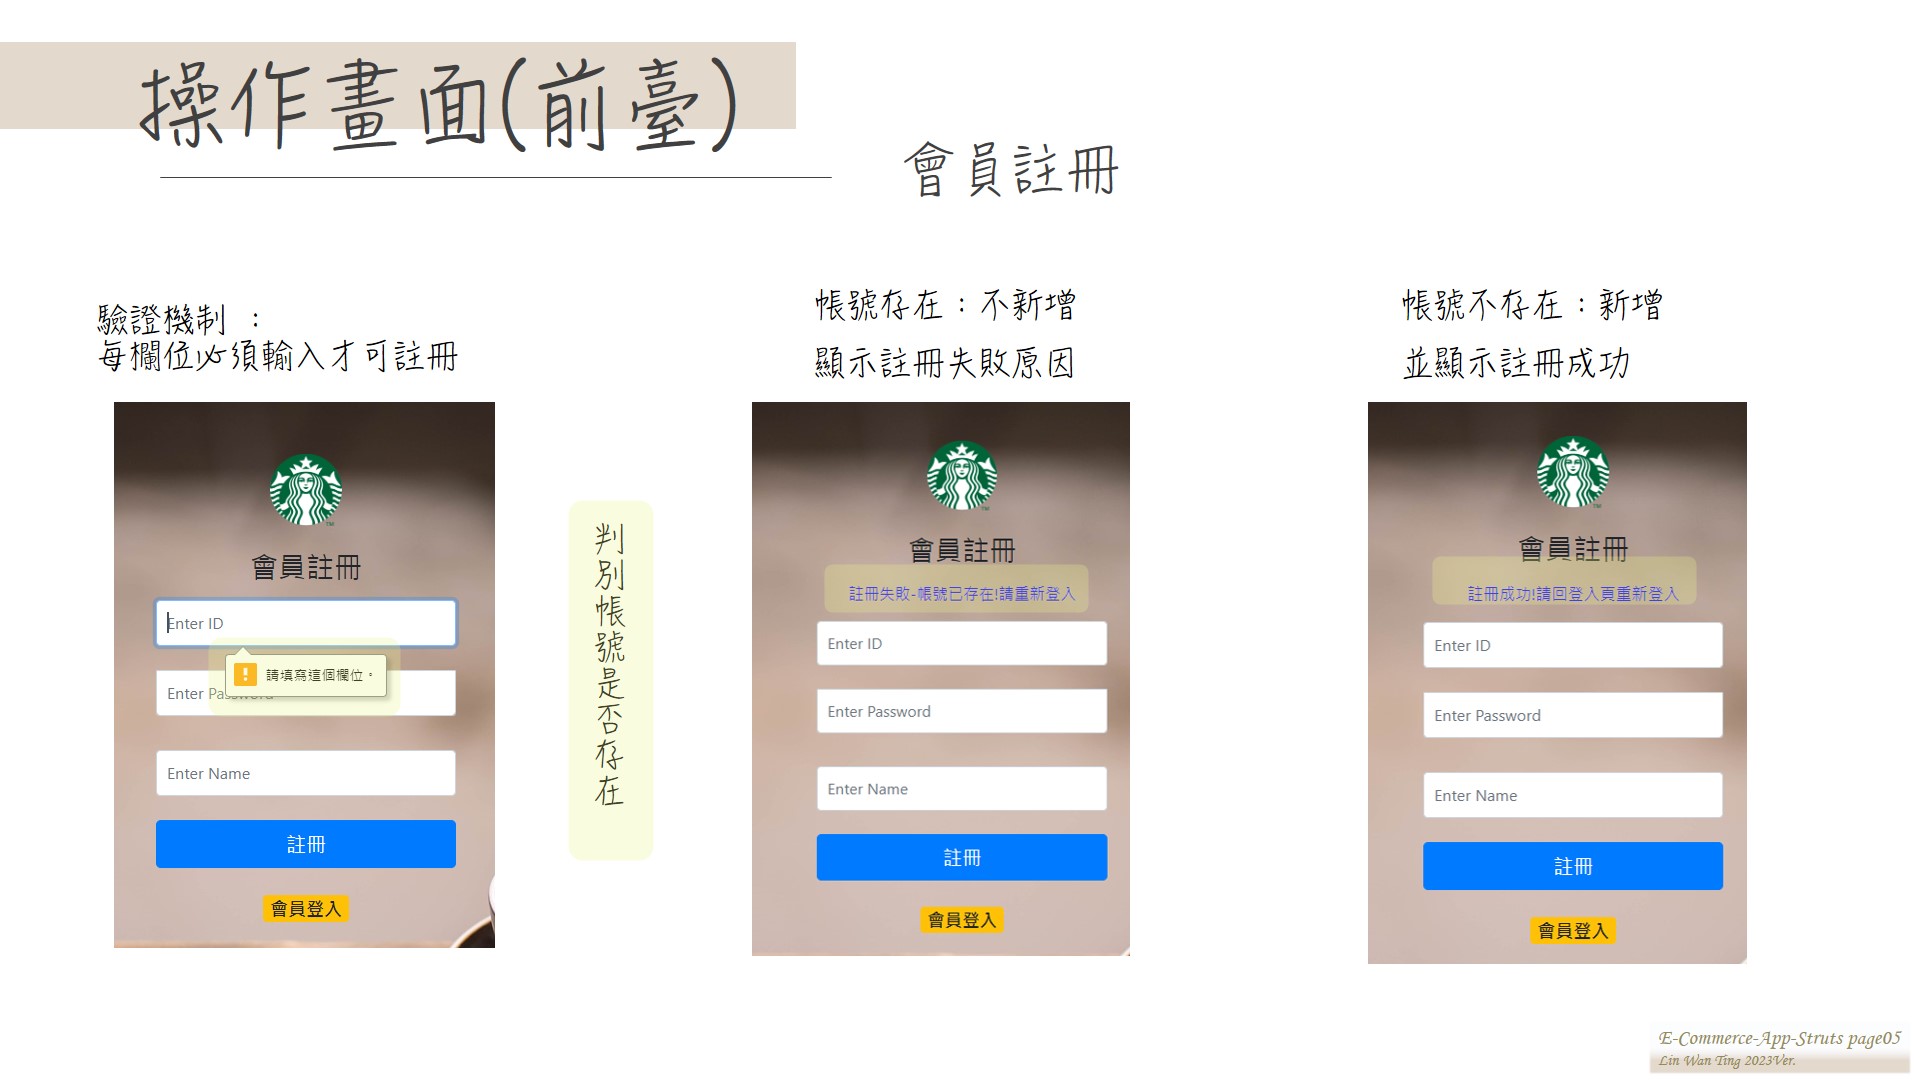 操作畫面(前臺)
會員註冊
驗證機制 :
每欄位必須輸入才可註冊
會員註冊
Enter ID
請填寫這個欄位。
Enter Password
Enter Name
註冊
會員登入
判別帳號是否存在
帳號存在:不新增
顯示註冊失敗原因
會員註冊
註冊失敗-帳號已存在!請重新登入
Enter ID
Enter Password
Enter Name
註冊
會員登入
帳號不存在:新增
並顯示註冊成功
會員註冊
註冊成功!請回登入頁重新登入
Enter ID
Enter Password
Enter Name
註冊
會員登入
E-Commerce-App-Struts page05
Lin Wan Ting 2023Ver.